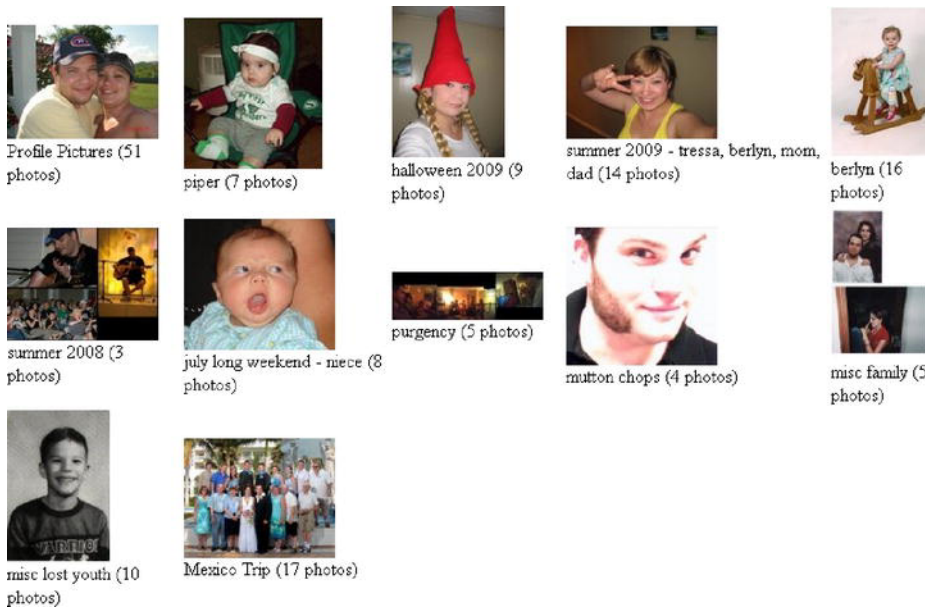 Profile Pictures (51
photos)
piper (7 photos)
halloween 2009 (9
photos)
summer 2009 - tressa, berlyn, mom,
dad (14 photos)
berlyn (16
photos)
summer 2008 (3
photos)
july long weekend - niece (8
photos)
purgency (5 photos)
mutton chops (4 photos)
misc family (5
photos)
WARRIOR
misc lost youth (10
photos)
Mexico Trip (17 photos)